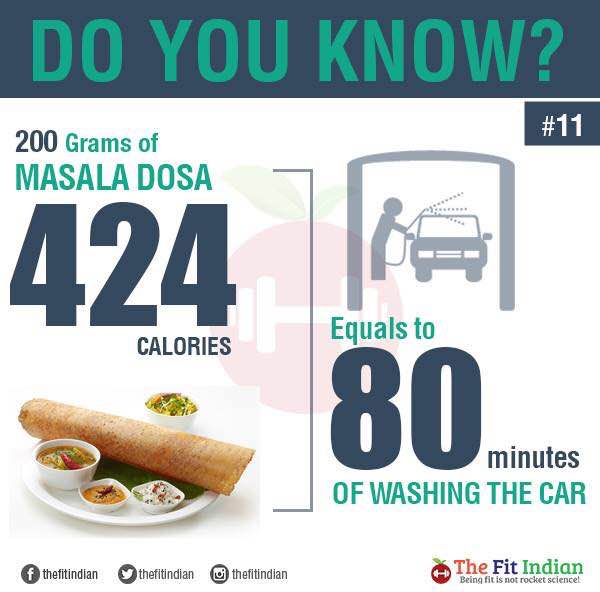 DO YOU KNOW?
#11
200 Grams of
MASALA DOSA
424
CALORIES
Equals to
80 minutes
OF WASHING THE CAR
thefitindian thefitindian thefitindian
The Fit Indian
Being fit is not rocket science!